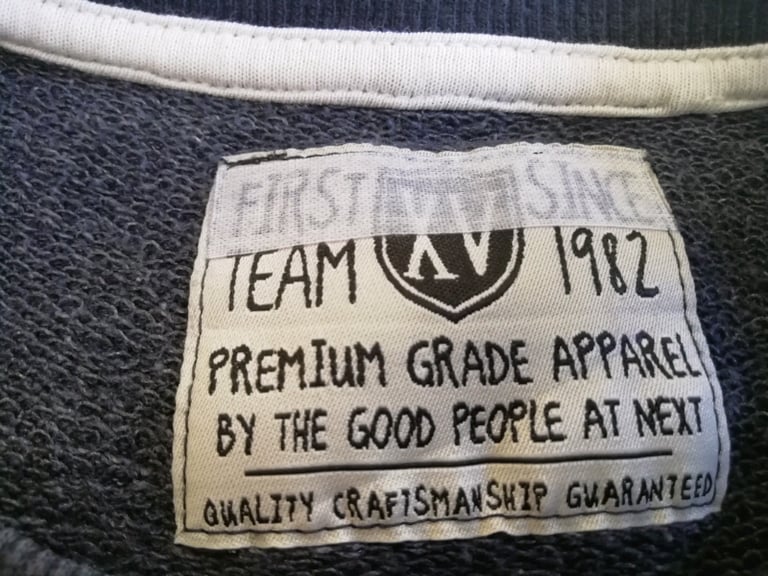 FIRST XV SINCE
TEAM 1982
PREMIUM GRADE APPAREL
BY THE GOOD PEOPLE AT NEXT
QUALITY CRAFTSMANSHIP GUARANTEED